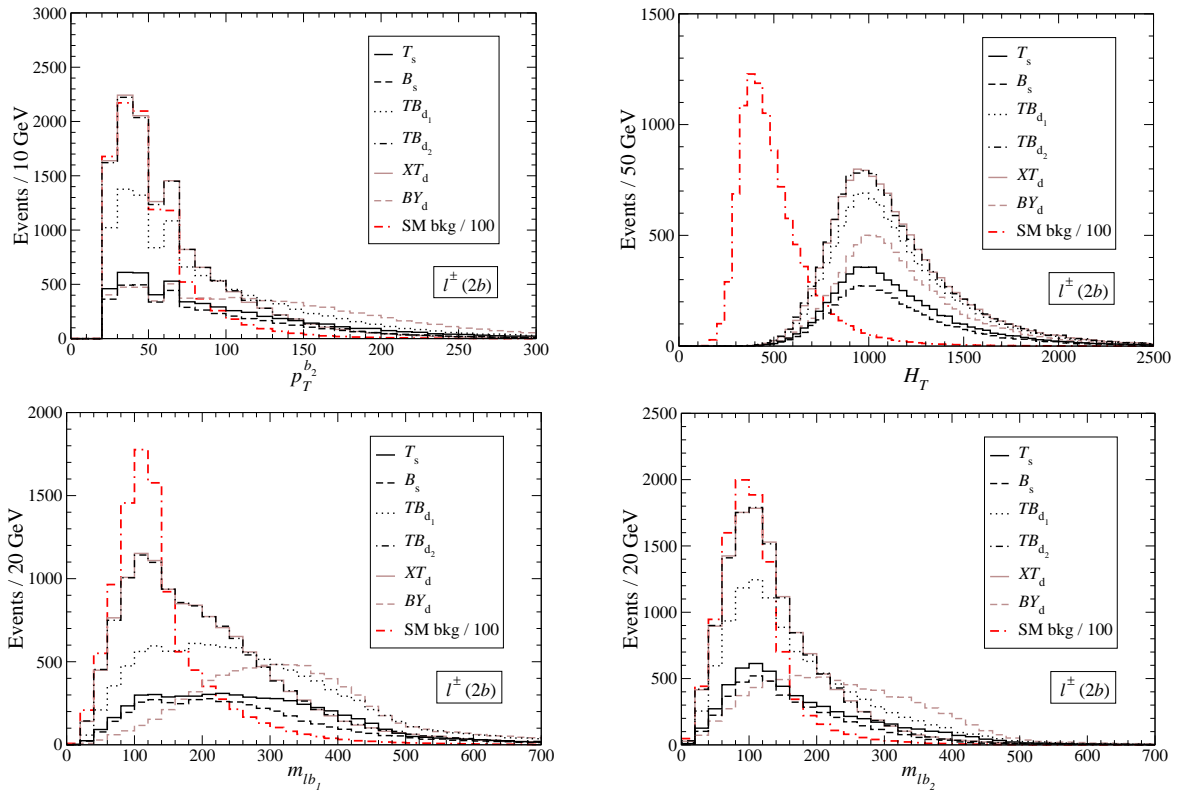 3000
2500
2000
1500
1000
500
0
Events / 10 GeV
0 50 100 150 200 250 300
p_T^{b_2}
T_s
B_s
TB_{d_1}
TB_{d_2}
XT_d
BY_d
SM bkg / 100
l^± (2b)
1500
1000
500
0
Events / 50 GeV
0 500 1000 1500 2000 2500
H_T
T_s
B_s
TB_{d_1}
TB_{d_2}
XT_d
BY_d
SM bkg / 100
l^± (2b)
2000
1500
1000
500
0
Events / 20 GeV
0 100 200 300 400 500 600 700
m_{lb_1}
T_s
B_s
TB_{d_1}
TB_{d_2}
XT_d
BY_d
SM bkg / 100
l^± (2b)
2500
2000
1500
1000
500
0
Events / 20 GeV
0 100 200 300 400 500 600 700
m_{lb_2}
T_s
B_s
TB_{d_1}
TB_{d_2}
XT_d
BY_d
SM bkg / 100
l^± (2b)